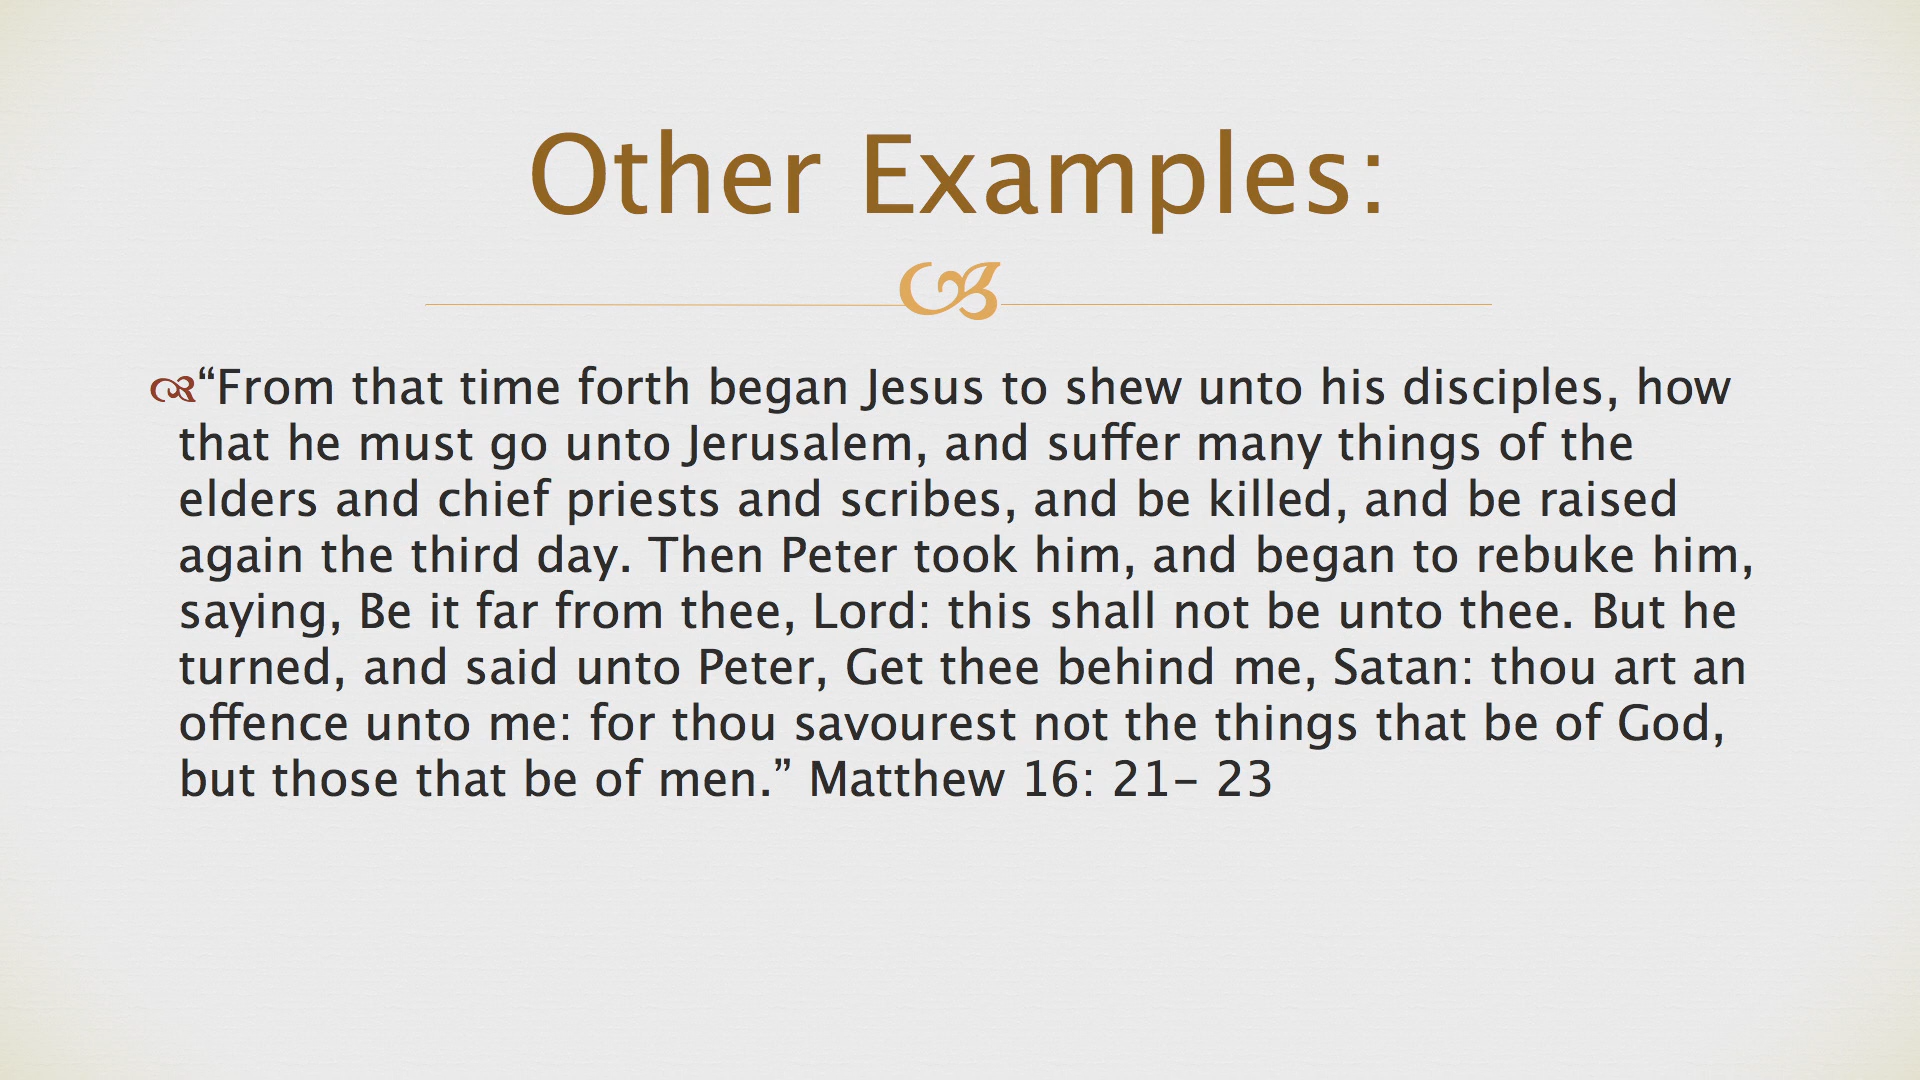 Other Examples:
“From that time forth began Jesus to shew unto his disciples, how
that he must go unto Jerusalem, and suffer many things of the
elders and chief priests and scribes, and be killed, and be raised
again the third day. Then Peter took him, and began to rebuke him,
saying, Be it far from thee, Lord: this shall not be unto thee. But he
turned, and said unto Peter, Get thee behind me, Satan: thou art an
offence unto me: for thou savourest not the things that be of God,
but those that be of men.” Matthew 16: 21– 23